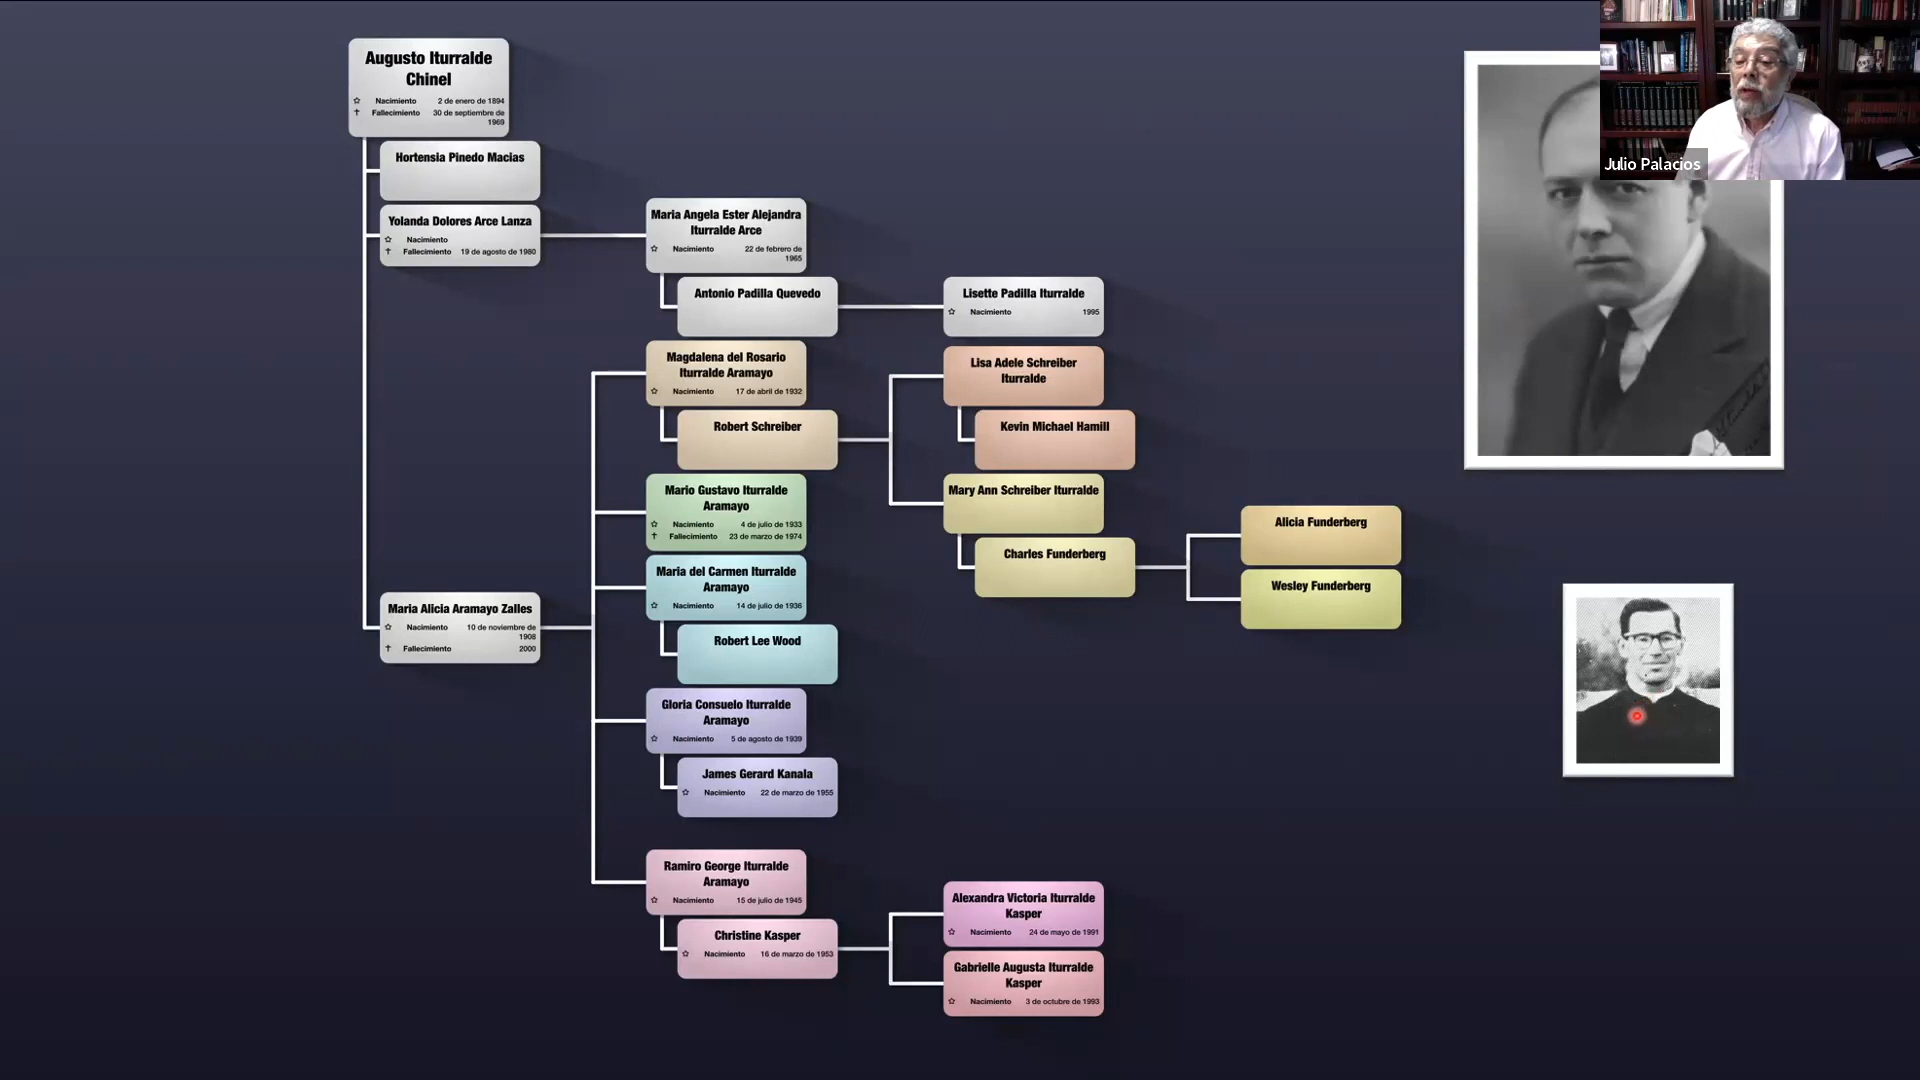 Augusto Iturralde
Chinel
Nacimiento 2 de enero de 1894
Fallecimiento 30 de septiembre de
1969
Hortensia Pinedo Macias
Yolanda Dolores Arce Lanza
Nacimiento
Fallecimiento 19 de agosto de 1980
Maria Angela Ester Alejandra
Iturralde Arce
Nacimiento 22 de febrero de
1965
Antonio Padilla Quevedo
Lisette Padilla Iturralde
Nacimiento 1995
Magdalena del Rosario
Iturralde Aramayo
Nacimiento 17 de abril de 1932
Robert Schreiber
Lisa Adele Schreiber
Iturralde
Kevin Michael Hamill
Mary Ann Schreiber Iturralde
Charles Funderberg
Alicia Funderberg
Wesley Funderberg
Mario Gustavo Iturralde
Aramayo
Nacimiento 4 de julio de 1933
Fallecimiento 23 de marzo de 1974
Maria del Carmen Iturralde
Aramayo
Nacimiento 14 de julio de 1936
Robert Lee Wood
Maria Alicia Aramayo Zalles
Nacimiento 10 de noviembre de
1908
Fallecimiento 2000
Gloria Consuelo Iturralde
Aramayo
Nacimiento 5 de agosto de 1939
James Gerard Kanala
Nacimiento 22 de marzo de 1955
Ramiro George Iturralde
Aramayo
Nacimiento 15 de julio de 1945
Christine Kasper
Nacimiento 16 de marzo de 1953
Alexandra Victoria Iturralde
Kasper
Nacimiento 24 de mayo de 1991
Gabrielle Augusta Iturralde
Kasper
Nacimiento 3 de octubre de 1993
Julio Palacios